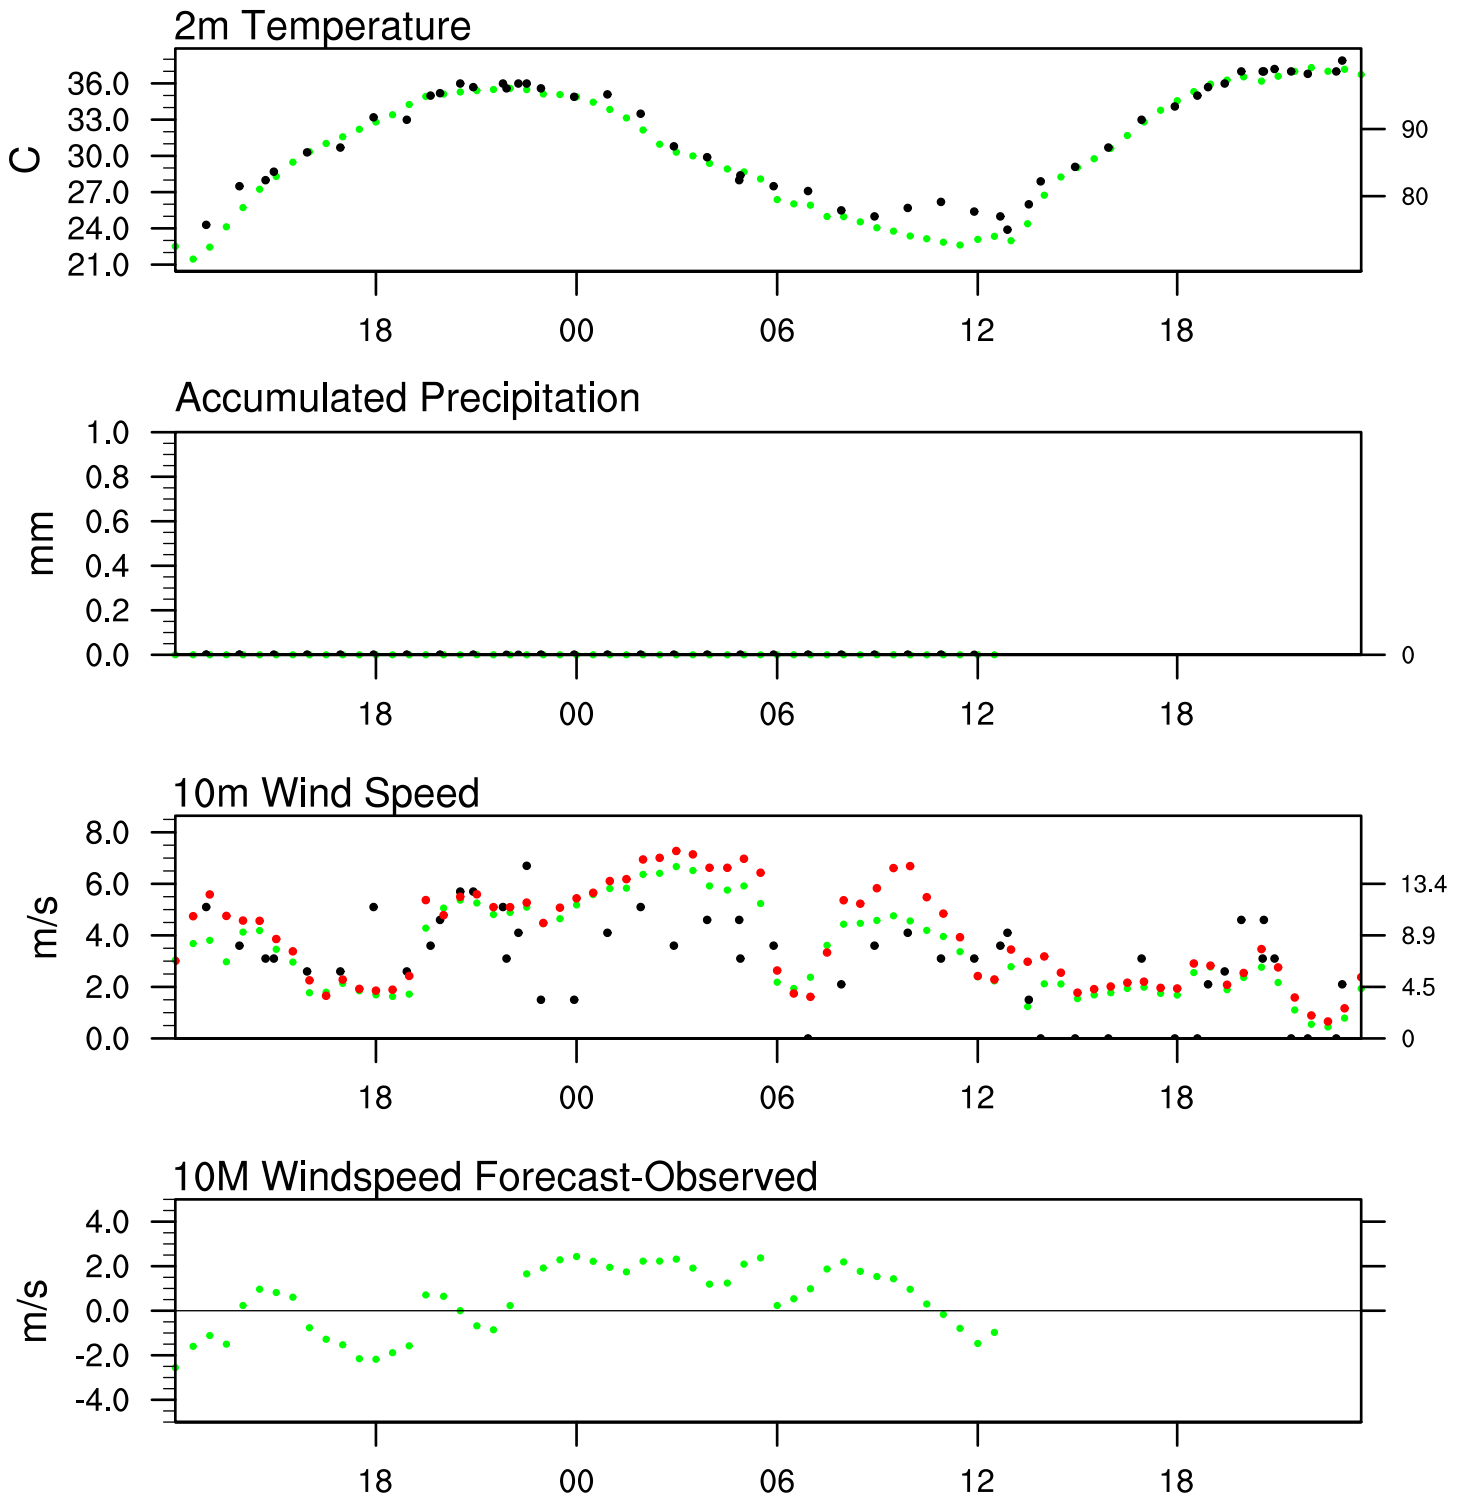 2m Temperature
36.0
33.0
30.0
27.0
24.0
21.0
C
90
80
18 00 06 12 18
Accumulated Precipitation
1.0
0.8
0.6
0.4
0.2
0.0
mm
0
18 00 06 12 18
10m Wind Speed
8.0
6.0
4.0
2.0
0.0
m/s
13.4
8.9
4.5
0
18 00 06 12 18
10M Windspeed Forecast-Observed
4.0
2.0
0.0
-2.0
-4.0
m/s
18 00 06 12 18